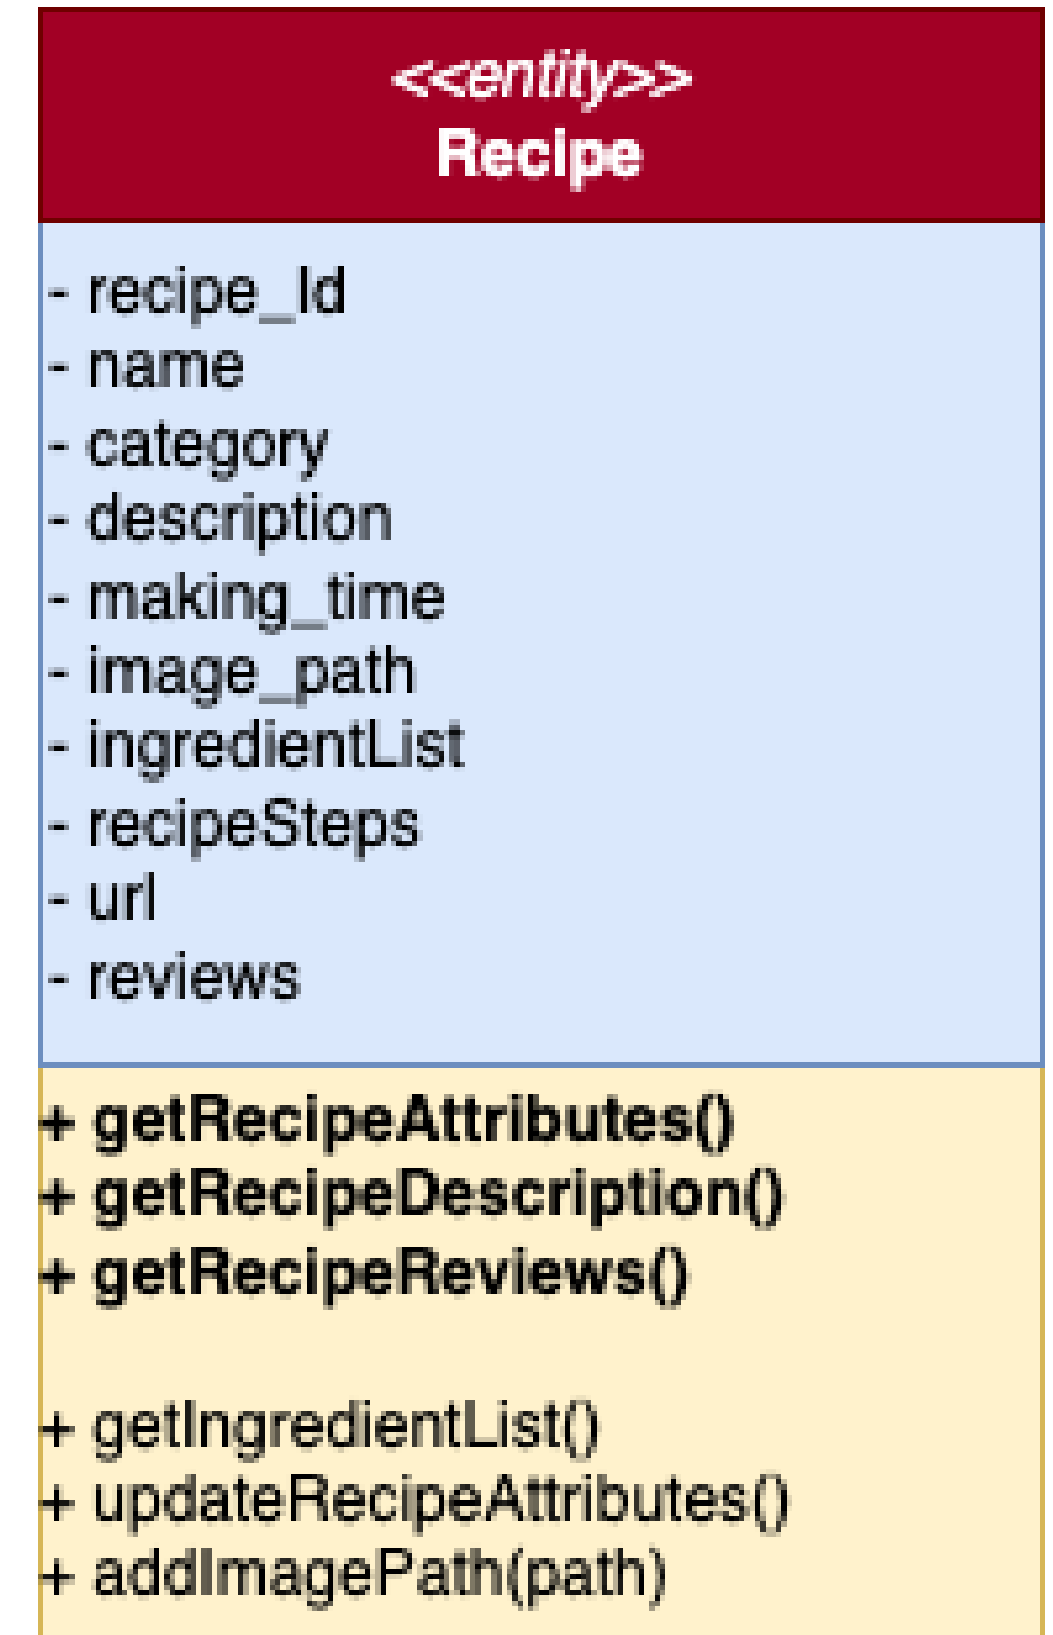 <<entity>>
Recipe
- recipe_Id
- name
- category
- description
- making_time
- image_path
- ingredientList
- recipeSteps
- url
- reviews
+ getRecipeAttributes()
+ getRecipeDescription()
+ getRecipeReviews()
+ getIngredientList()
+ updateRecipeAttributes()
+ addImagePath(path)